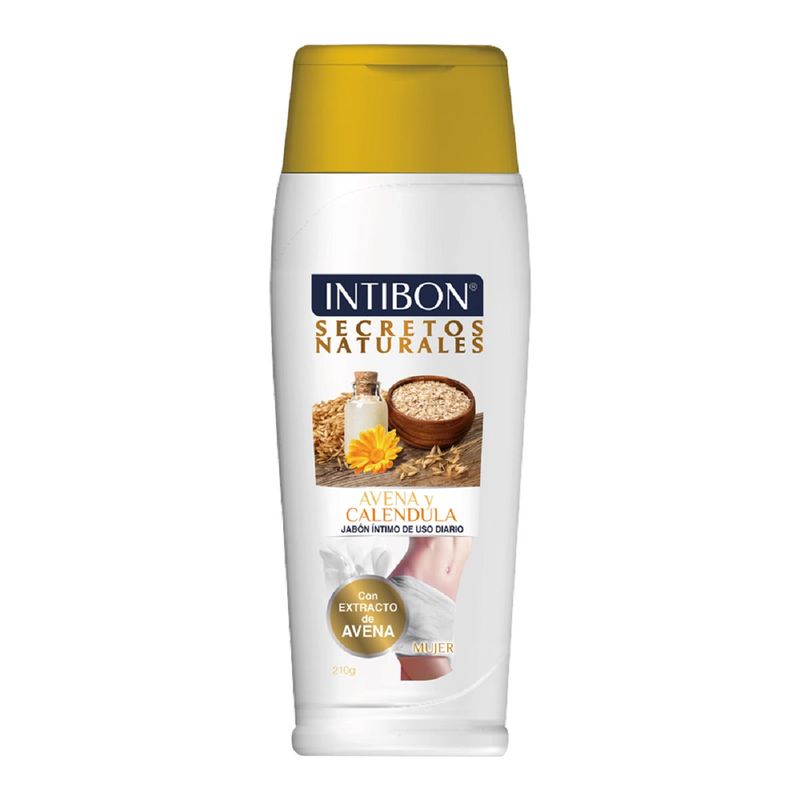 INTIBON®
SECRETOS
NATURALES
AVENA y
CALENDULA
JABÓN ÍNTIMO DE USO DIARIO
Con
EXTRACTO
de
AVENA
MUJER
210g